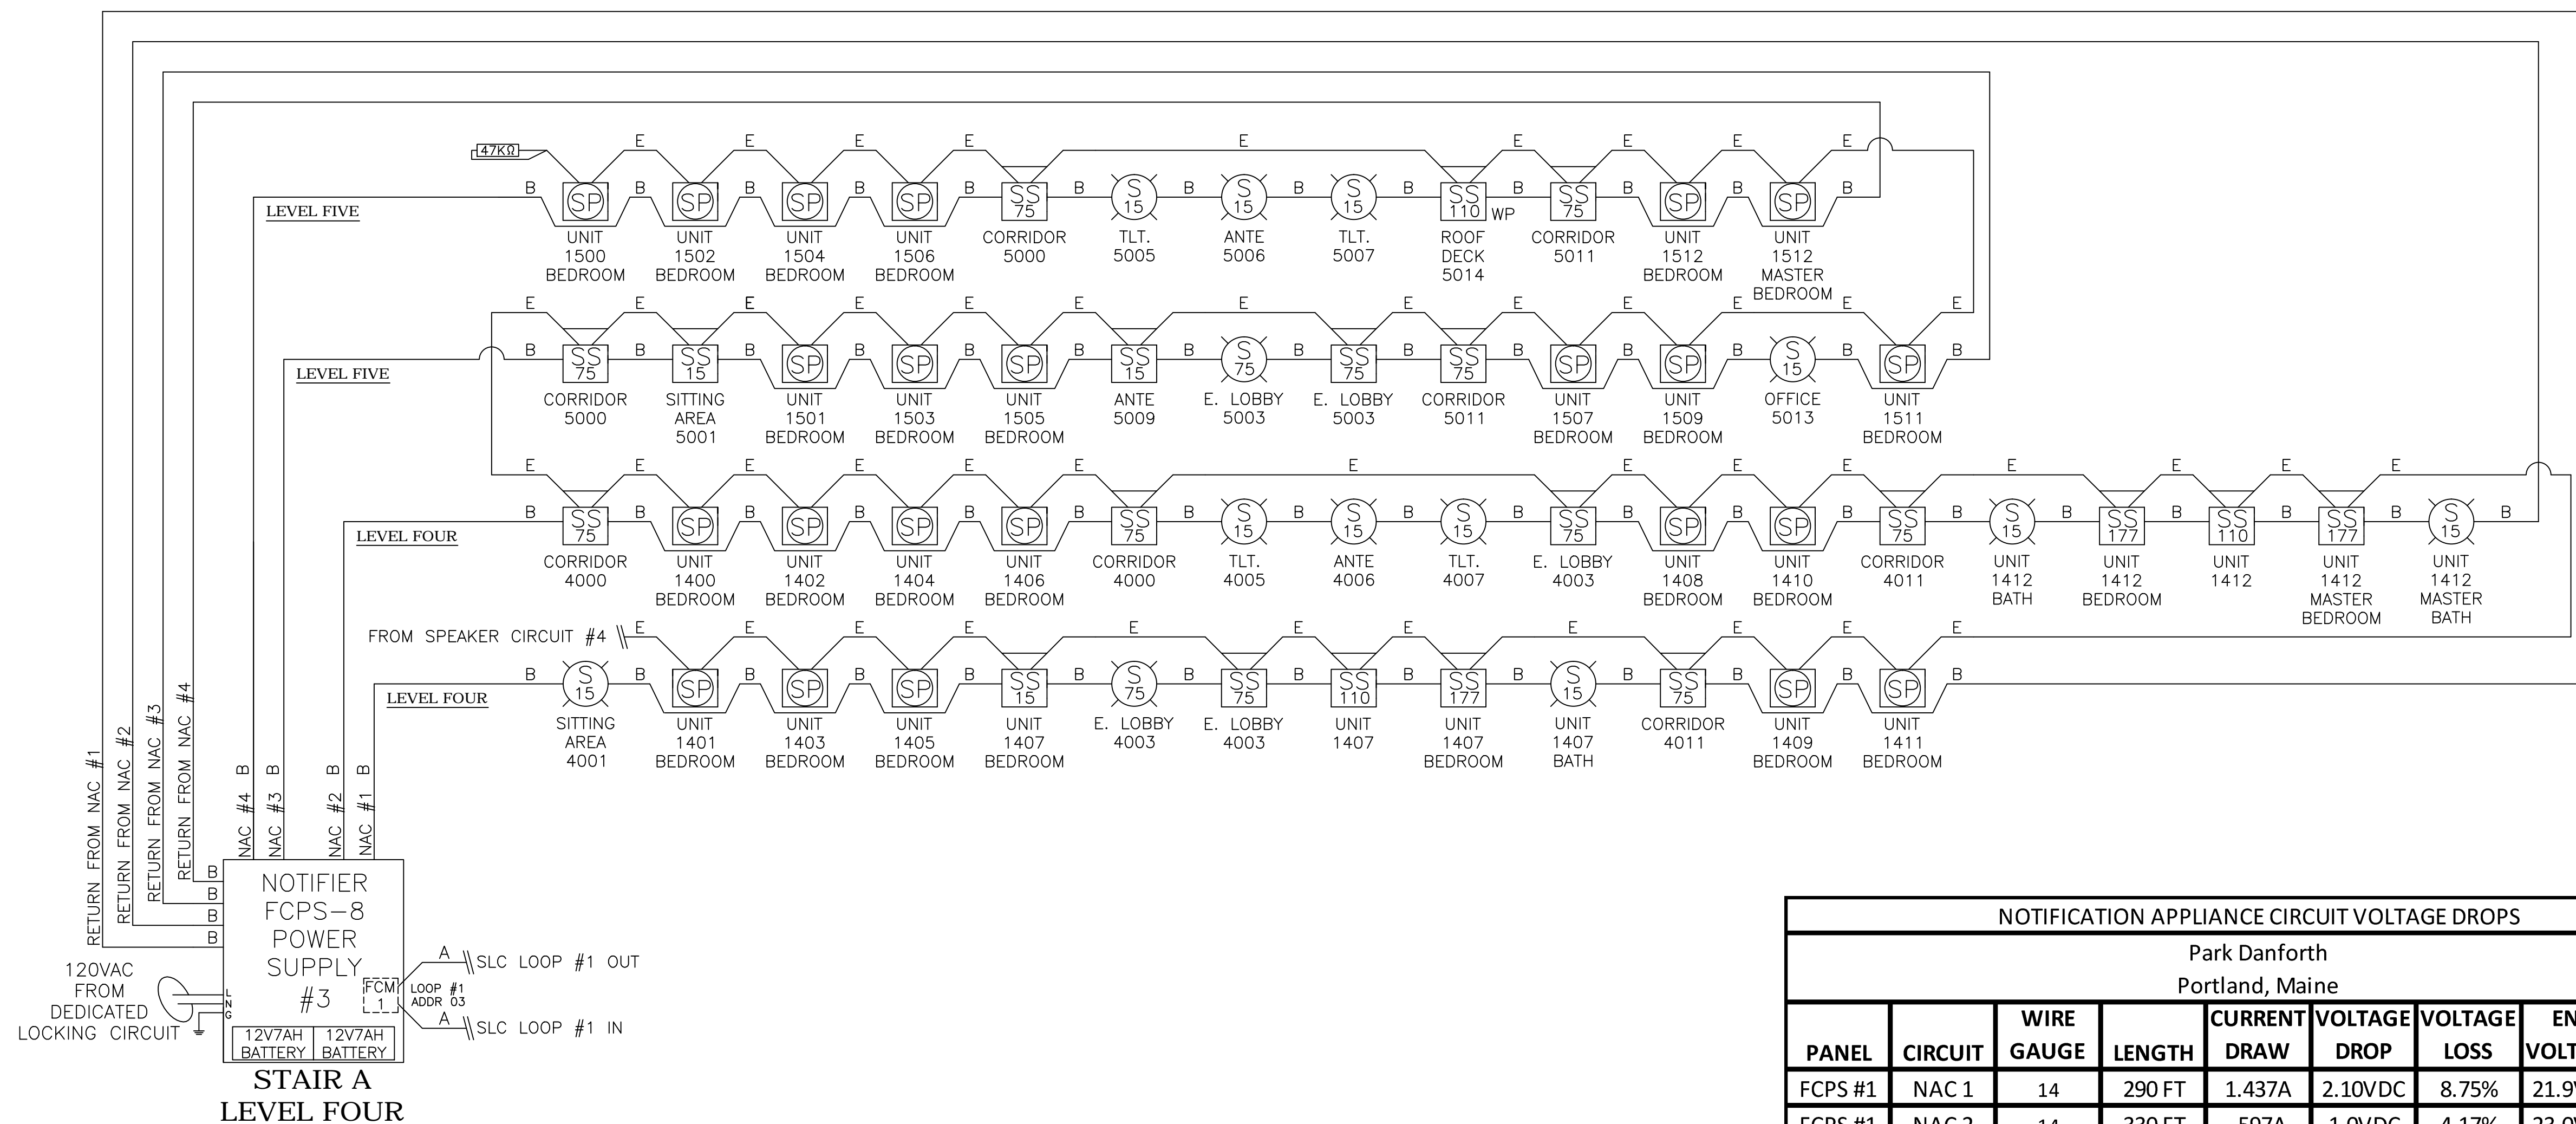 E E E E E E E E E
47KΩ
B B B B B B B B B B B B B
SP SP SP SP SS 75 S 15 S 15 S 15 SS 110 WP SS 75 SP SP
LEVEL FIVE
UNIT 1500 BEDROOM
UNIT 1502 BEDROOM
UNIT 1504 BEDROOM
UNIT 1506 BEDROOM
CORRIDOR 5000
TLT. 5005
ANTE 5006
TLT. 5007
ROOF DECK 5014
CORRIDOR 5011
UNIT 1512 BEDROOM
UNIT 1512 MASTER BEDROOM
E E E E E E E E E E E E
B B B B B B B B B B B B B B
SS 75 SS 15 SP SP SP SS 15 S 75 SS 75 SS 75 SP SP S 15 SP
LEVEL FIVE
CORRIDOR 5000
SITTING AREA 5001
UNIT 1501 BEDROOM
UNIT 1503 BEDROOM
UNIT 1505 BEDROOM
ANTE 5009
E. LOBBY 5003
E. LOBBY 5003
CORRIDOR 5011
UNIT 1507 BEDROOM
UNIT 1509 BEDROOM
OFFICE 5013
UNIT 1511 BEDROOM
E E E E E E E E E E E E E E
B B B B B B B B B B B B B B B B B B B
SS 75 SP SP SP SP SS 75 S 15 S 15 S 15 SS 75 SP SP SS 75 S 15 SS 177 SS 110 SS 177 S 15
LEVEL FOUR
CORRIDOR 4000
UNIT 1400 BEDROOM
UNIT 1402 BEDROOM
UNIT 1404 BEDROOM
UNIT 1406 BEDROOM
CORRIDOR 4000
TLT. 4005
ANTE 4006
TLT. 4007
E. LOBBY 4003
UNIT 1408 BEDROOM
UNIT 1410 BEDROOM
CORRIDOR 4011
UNIT 1412 BATH
UNIT 1412 BEDROOM
UNIT 1412
UNIT 1412 MASTER BEDROOM
UNIT 1412 MASTER BATH
FROM SPEAKER CIRCUIT #4 E E E E E E E E E E E
B B B B B B B B B B B B B B
S 15 SP SP SP SS 15 S 75 SS 75 SS 110 SS 177 S 15 SS 75 SP SP
LEVEL FOUR
SITTING AREA 4001
UNIT 1401 BEDROOM
UNIT 1403 BEDROOM
UNIT 1405 BEDROOM
UNIT 1407 BEDROOM
E. LOBBY 4003
E. LOBBY 4003
UNIT 1407
UNIT 1407 BEDROOM
UNIT 1407 BATH
CORRIDOR 4011
UNIT 1409 BEDROOM
UNIT 1411 BEDROOM
RETURN FROM NAC #1
RETURN FROM NAC #2
RETURN FROM NAC #3
RETURN FROM NAC #4
NAC #4 B
NAC #3 B
NAC #2 B
NAC #1 B
B
B
B
B
NOTIFIER
FCPS-8
POWER
SUPPLY
#3
FCM
1
LOOP #1
ADDR 03
A SLC LOOP #1 OUT
A SLC LOOP #1 IN
120VAC
FROM
DEDICATED
LOCKING CIRCUIT
L
N
G
12V7AH BATTERY
12V7AH BATTERY
STAIR A
LEVEL FOUR
NOTIFICATION APPLIANCE CIRCUIT VOLTAGE DROPS
Park Danforth
Portland, Maine
PANEL CIRCUIT WIRE GAUGE LENGTH CURRENT DRAW VOLTAGE DROP VOLTAGE LOSS
FCPS #1 NAC 1 14 290 FT 1.437A 2.10VDC 8.75% 21.9
FCPS #1 NAC 2 14 330 FT .597A 1.0VDC 4.17%